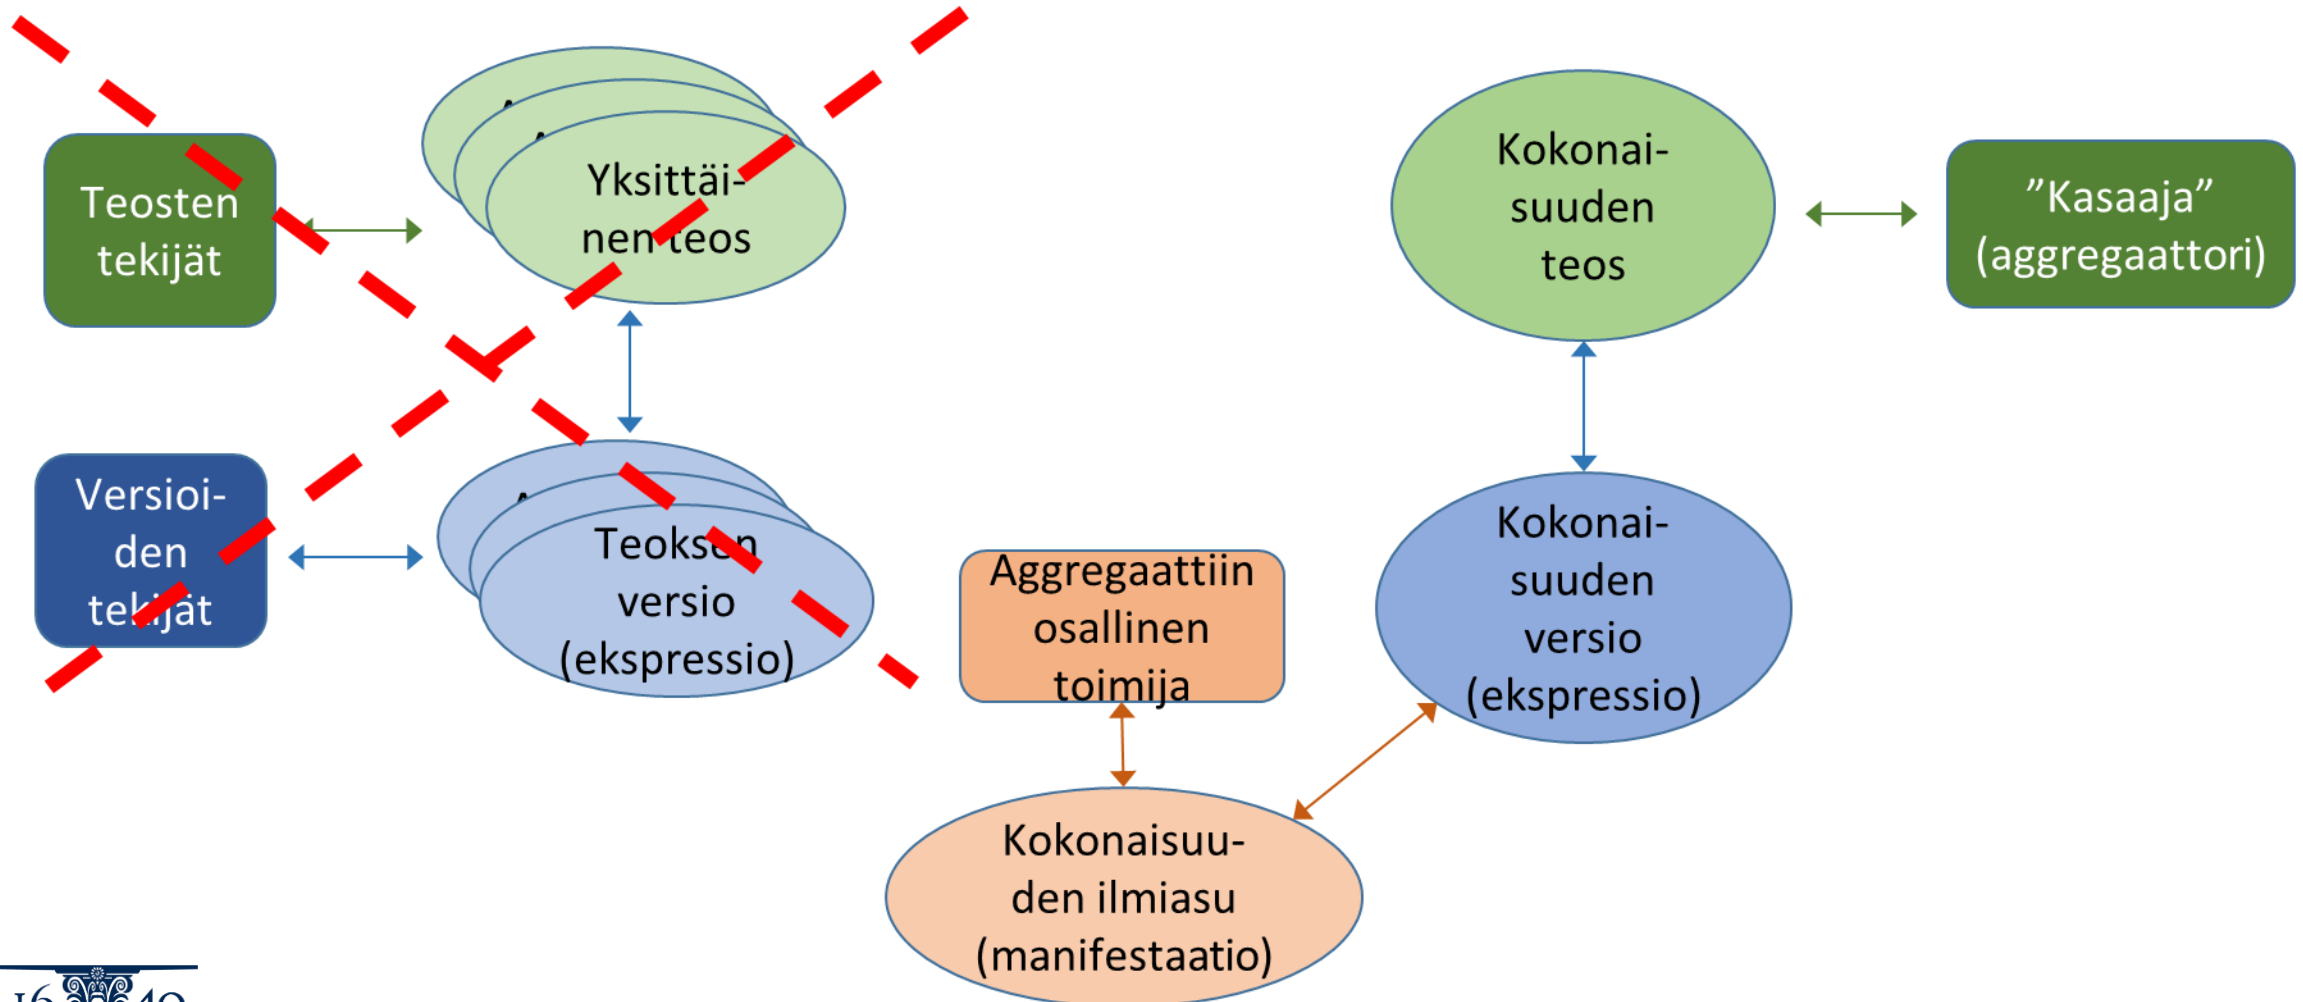 Teosten
tekijät
Yksittäi-
nen teos
Kokonai-
suuden
teos
”Kasaaja”
(aggregaattori)
Versioi-
den
tekijät
Teoksen
versio
(ekspressio)
Aggregaattiin
osallinen
toimija
Kokonai-
suuden
versio
(ekspressio)
Kokonaisuu-
den ilmiasu
(manifestaatio)